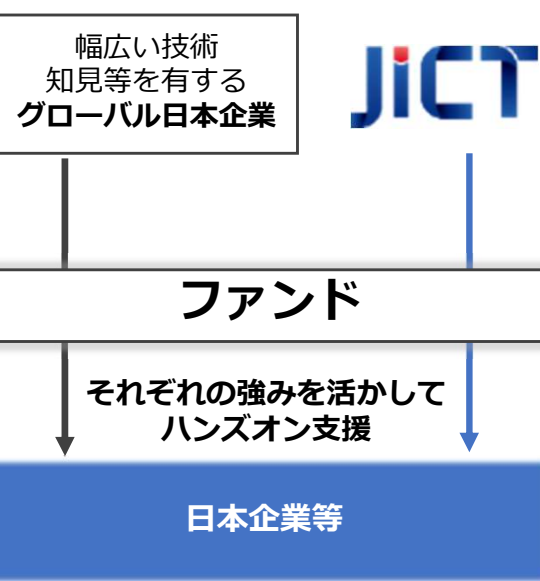 幅広い技術
知見等を有する
グローバル日本企業
JiCT
ファンド
それぞれの強みを活かして
ハンズオン支援
日本企業等